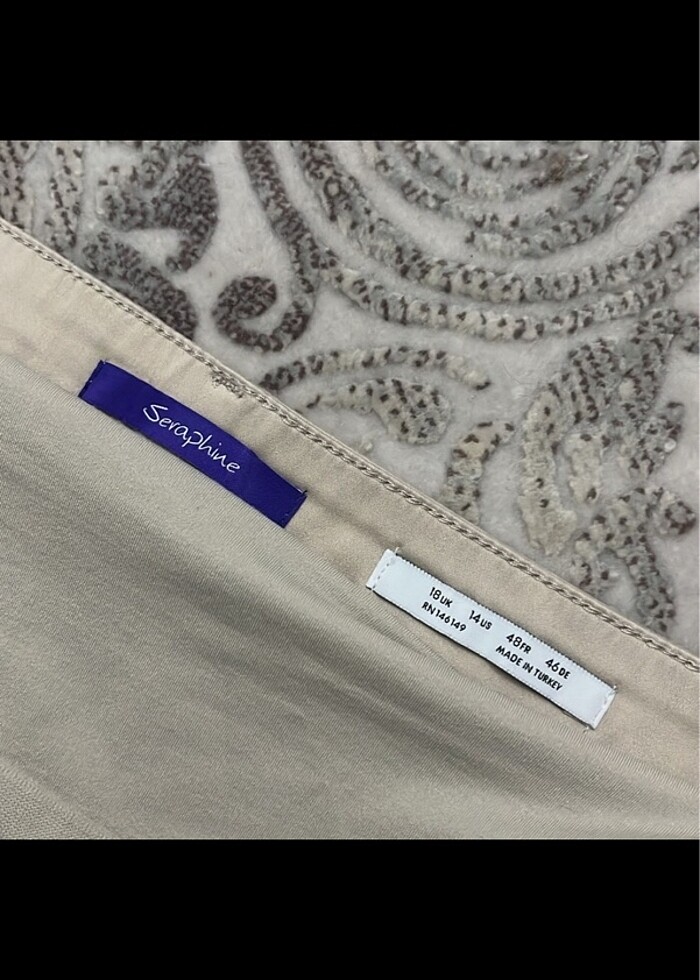 Seraphine
18UK 14US 48FR 46DE
RN146149 MADE IN TURKEY